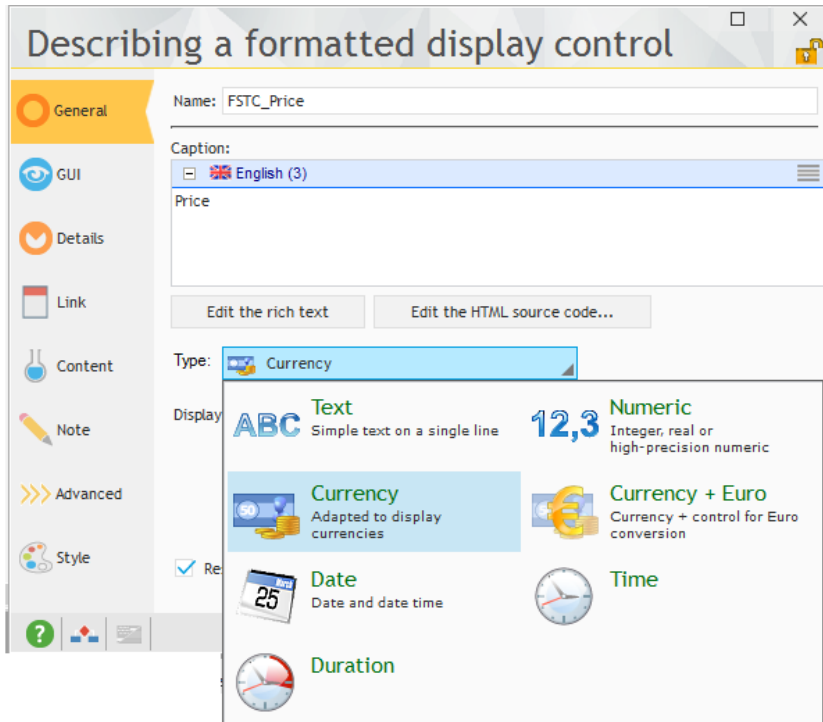 Describing a formatted display control
General
Name: FSTC_Price
Caption:
English (3)
GUI
Price
Details
Link
Edit the rich text
Edit the HTML source code...
Content
Type: Currency
Note
Display
ABC
Text
Simple text on a single line
12,3
Numeric
Integer, real or
high-precision numeric
Advanced
50
Currency
Adapted to display
currencies
Currency + Euro
Currency + control for Euro
conversion
Style
Re
25
Date
Date and date time
Time
?
Duration